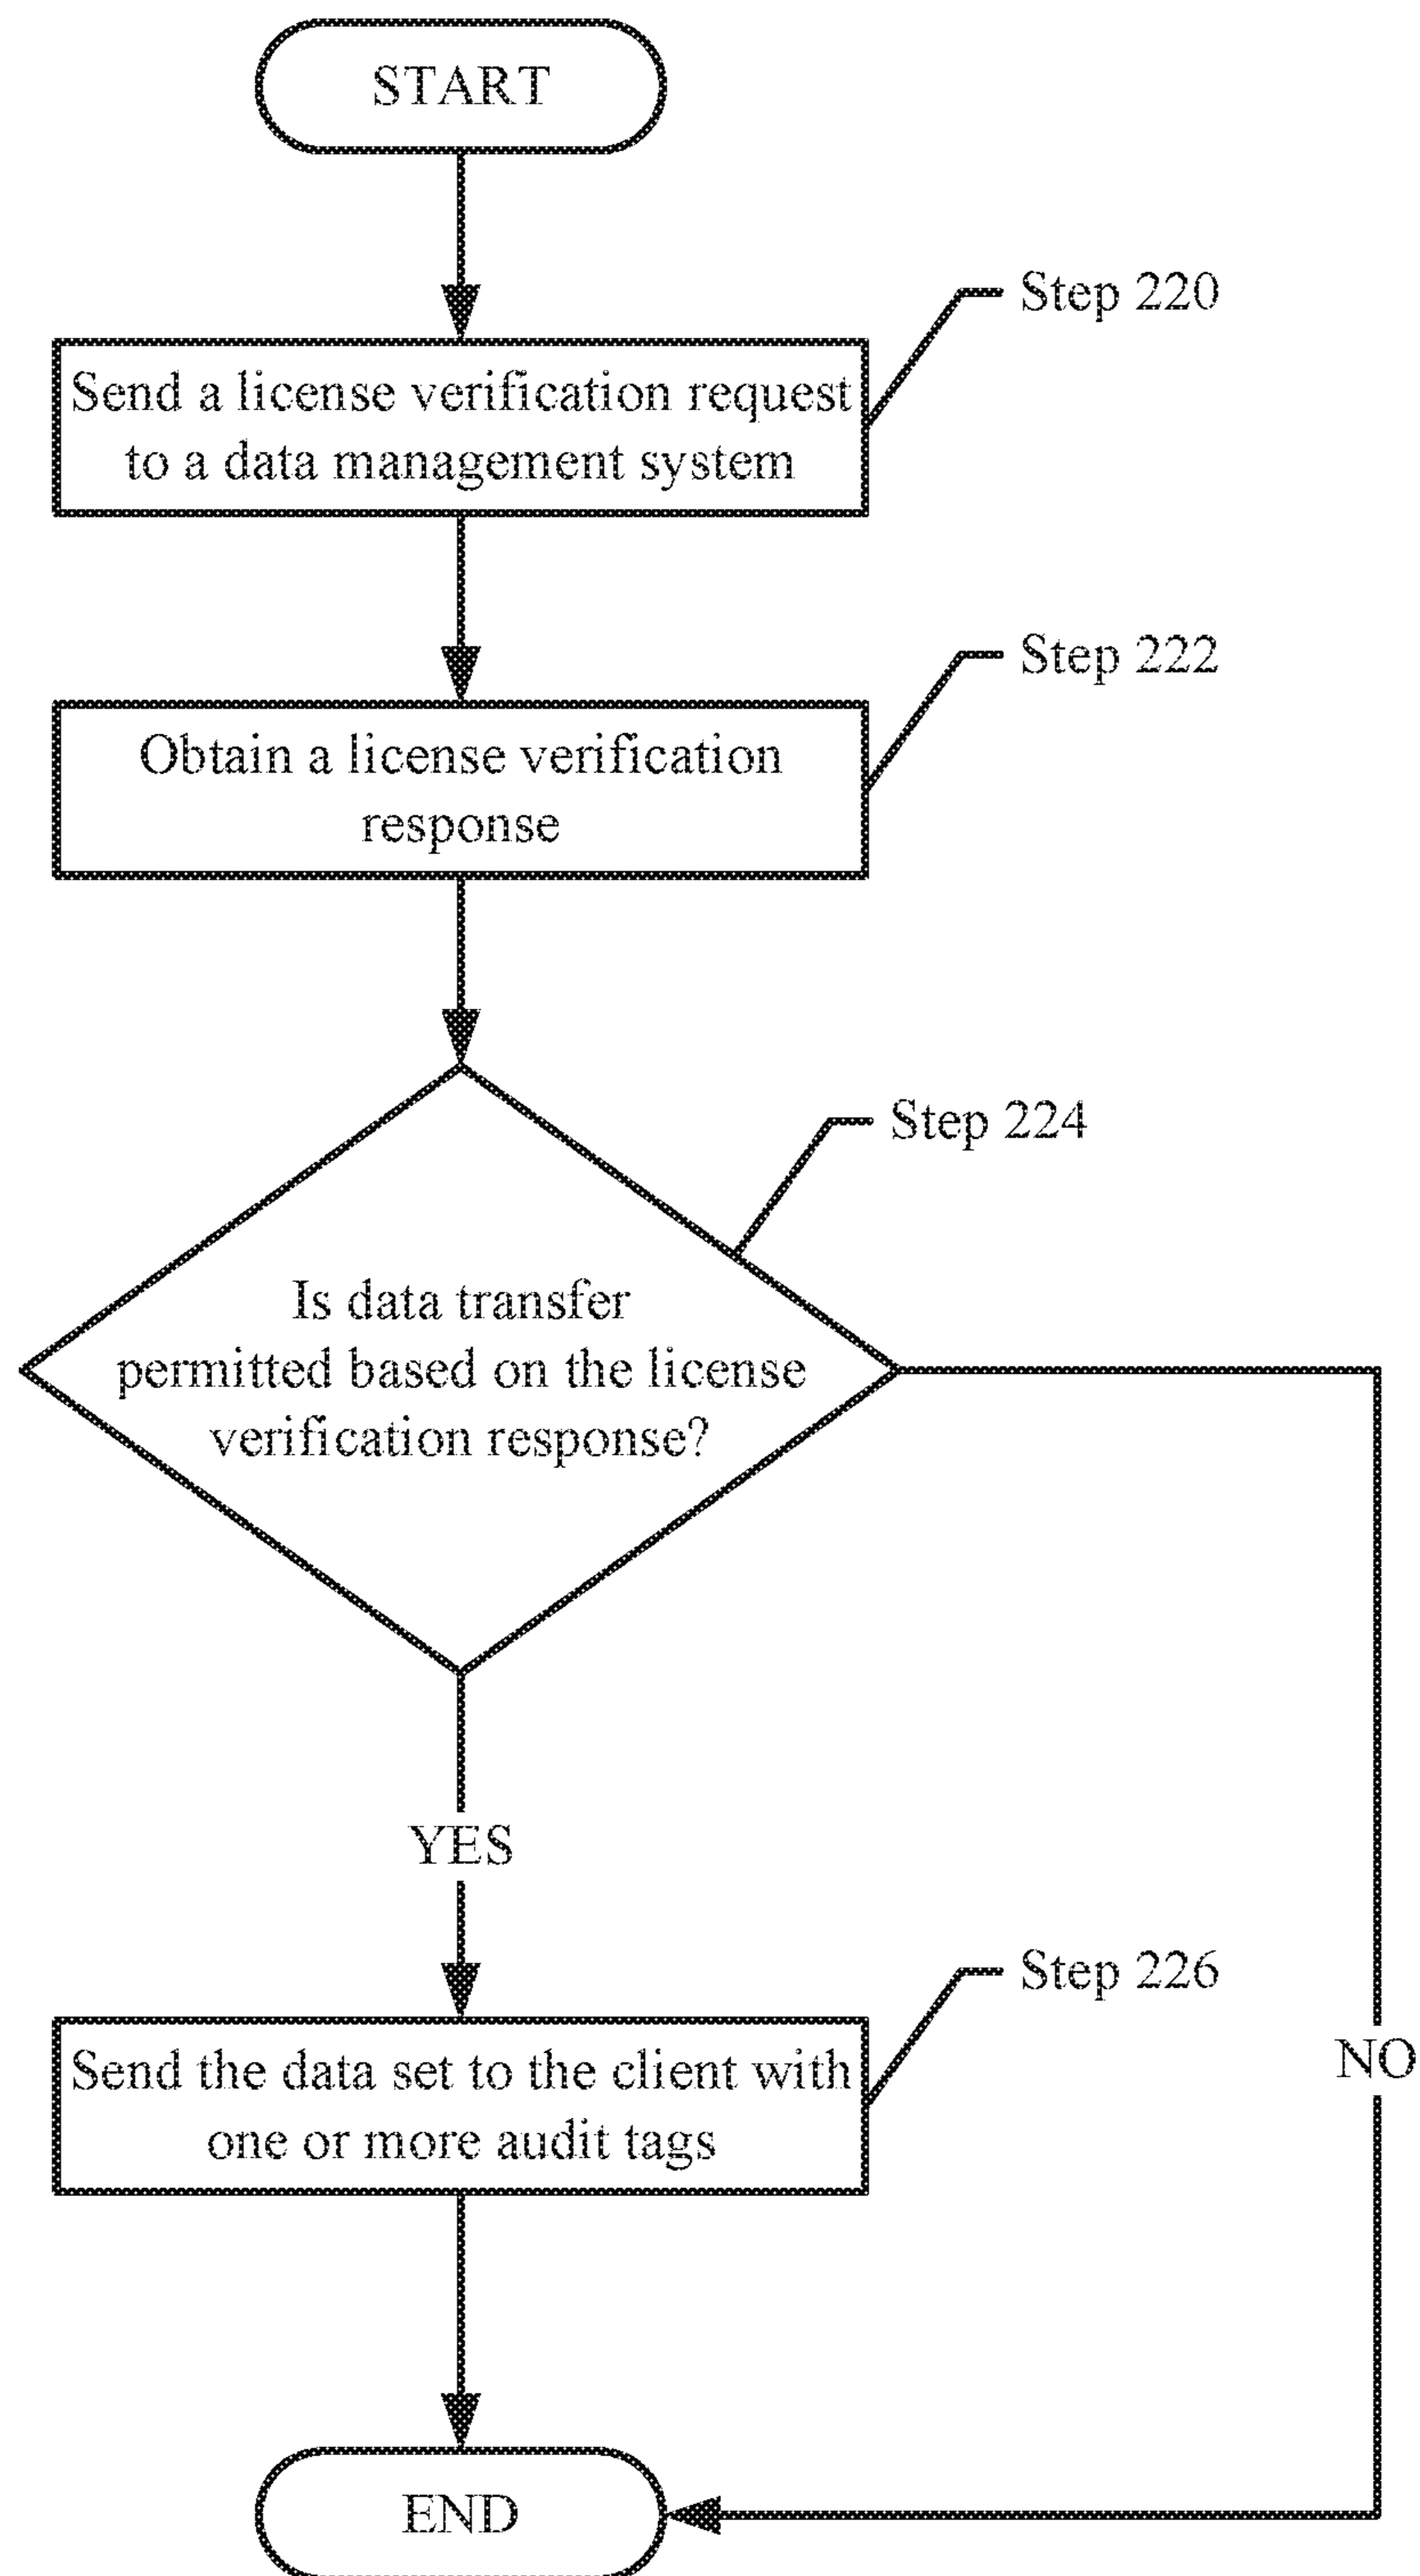 START
Step 220
Send a license verification request
to a data management system
Step 222
Obtain a license verification
response
Step 224
Is data transfer
permitted based on the license
verification response?
YES
Step 226
Send the data set to the client with
one or more audit tags
NO
END